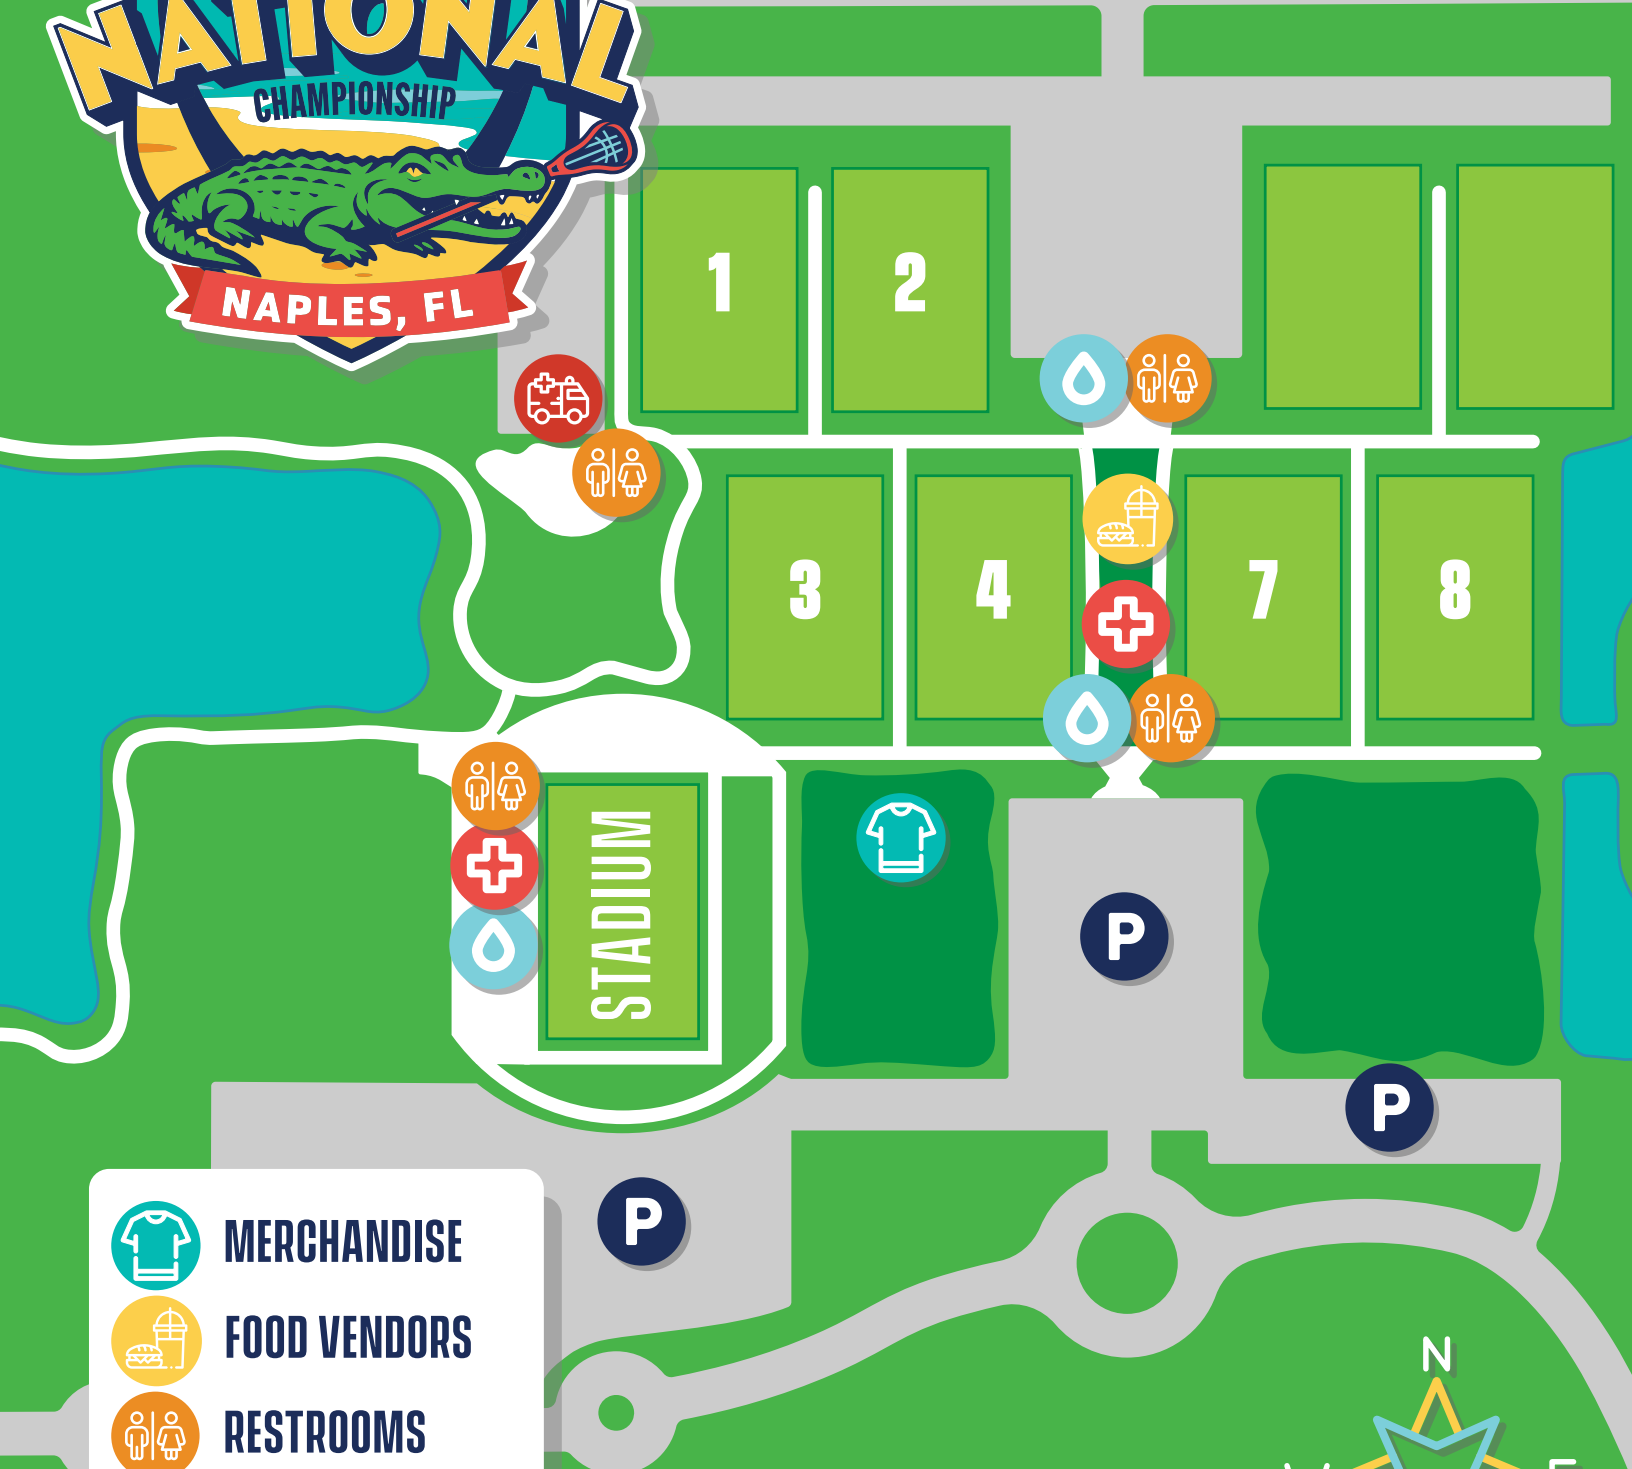 NATIONAL
CHAMPIONSHIP
NAPLES, FL
1
2
3
4
7
8
STADIUM
P
P
P
MERCHANDISE
FOOD VENDORS
RESTROOMS
N